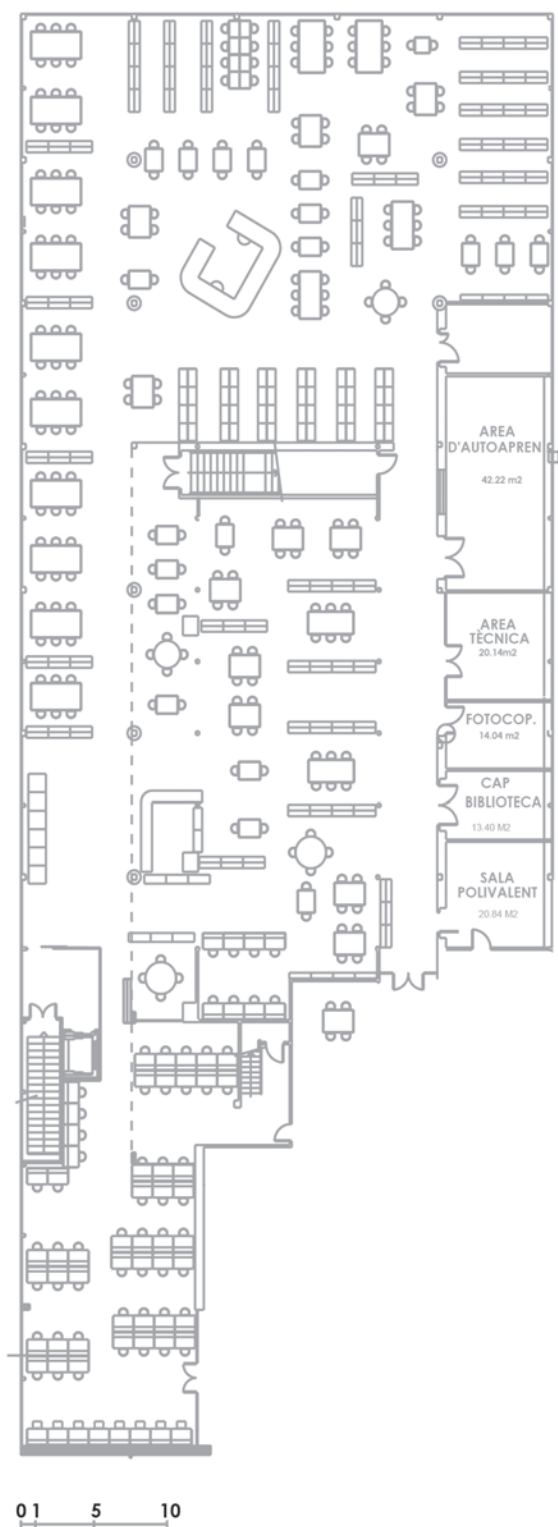 AREA
D'AUTOAPREN
42.22 m2
AREA
TÈCNICA
20.14m2
FOTOCOP.
14.04 m2
CAP
BIBLIOTECA
13.40 M2
SALA
POLIVALENT
20.84 M2
0 1 5 10